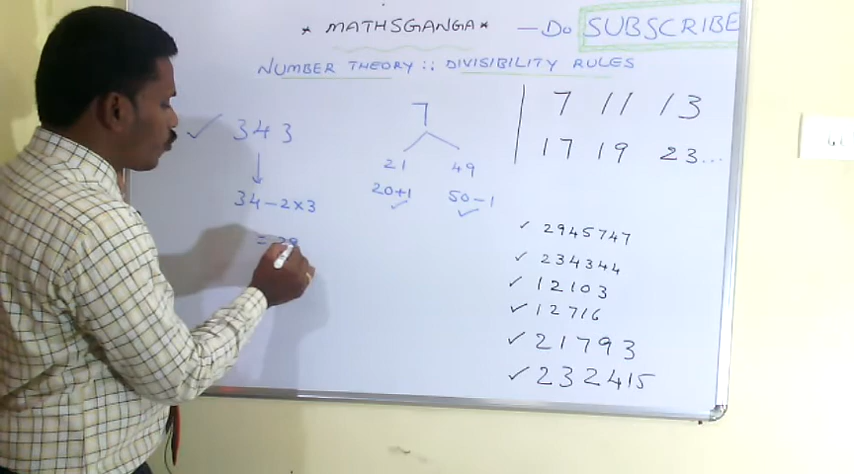 * MATHSGANGA * — DO SUBSCRIBE
NUMBER THEORY :: DIVISIBILITY RULES
✓ 343
34 - 2 × 3
= 28
7
21 49
20+1 50-1
✓ ✓
7 11 13
17 19 23...
✓ 2945747
✓ 234344
✓ 12103
✓ 12716
✓ 21793
✓ 232415